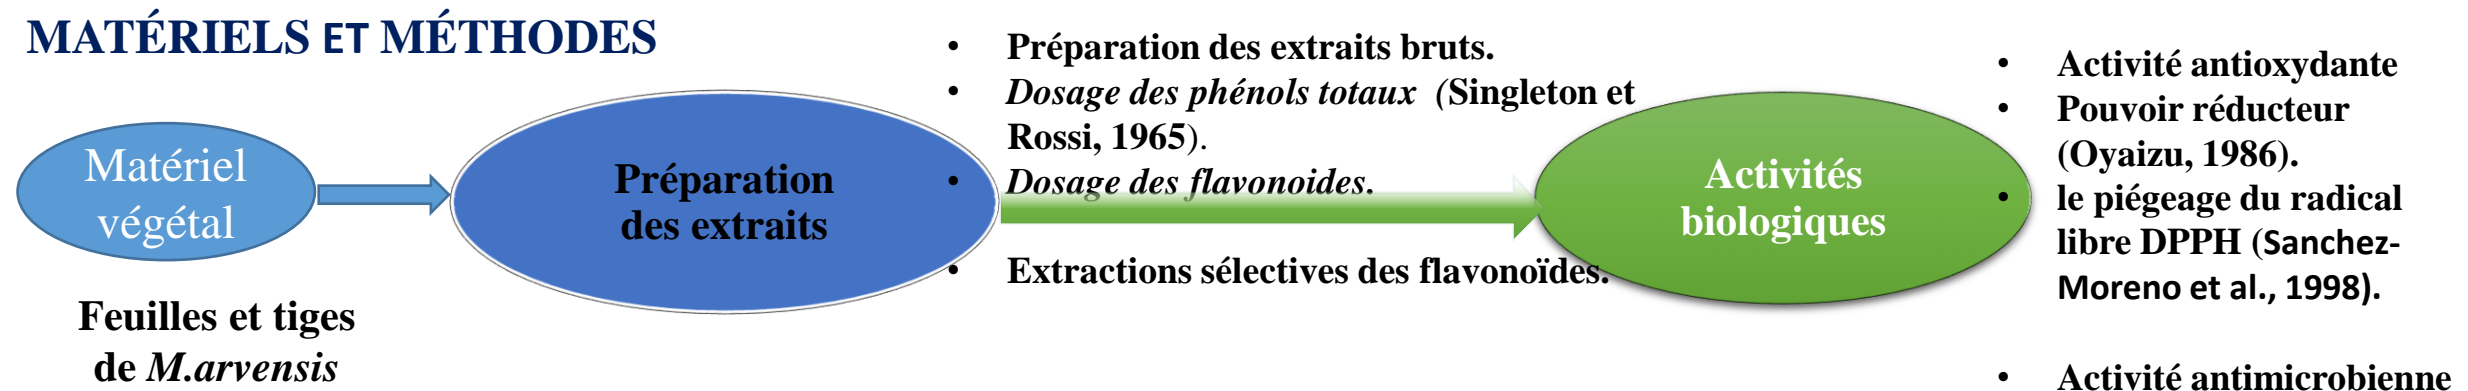 MATÉRIELS ET MÉTHODES
Matériel
végétal
Feuilles et tiges
de M.arvensis
Préparation
des extraits
• Préparation des extraits bruts.
• Dosage des phénols totaux (Singleton et
Rossi, 1965).
• Dosage des flavonoides.
• Extractions sélectives des flavonoïdes.
Activités
biologiques
• Activité antioxydante
• Pouvoir réducteur
(Oyaizu, 1986).
• le piégeage du radical
libre DPPH (Sanchez-
Moreno et al., 1998).
• Activité antimicrobienne